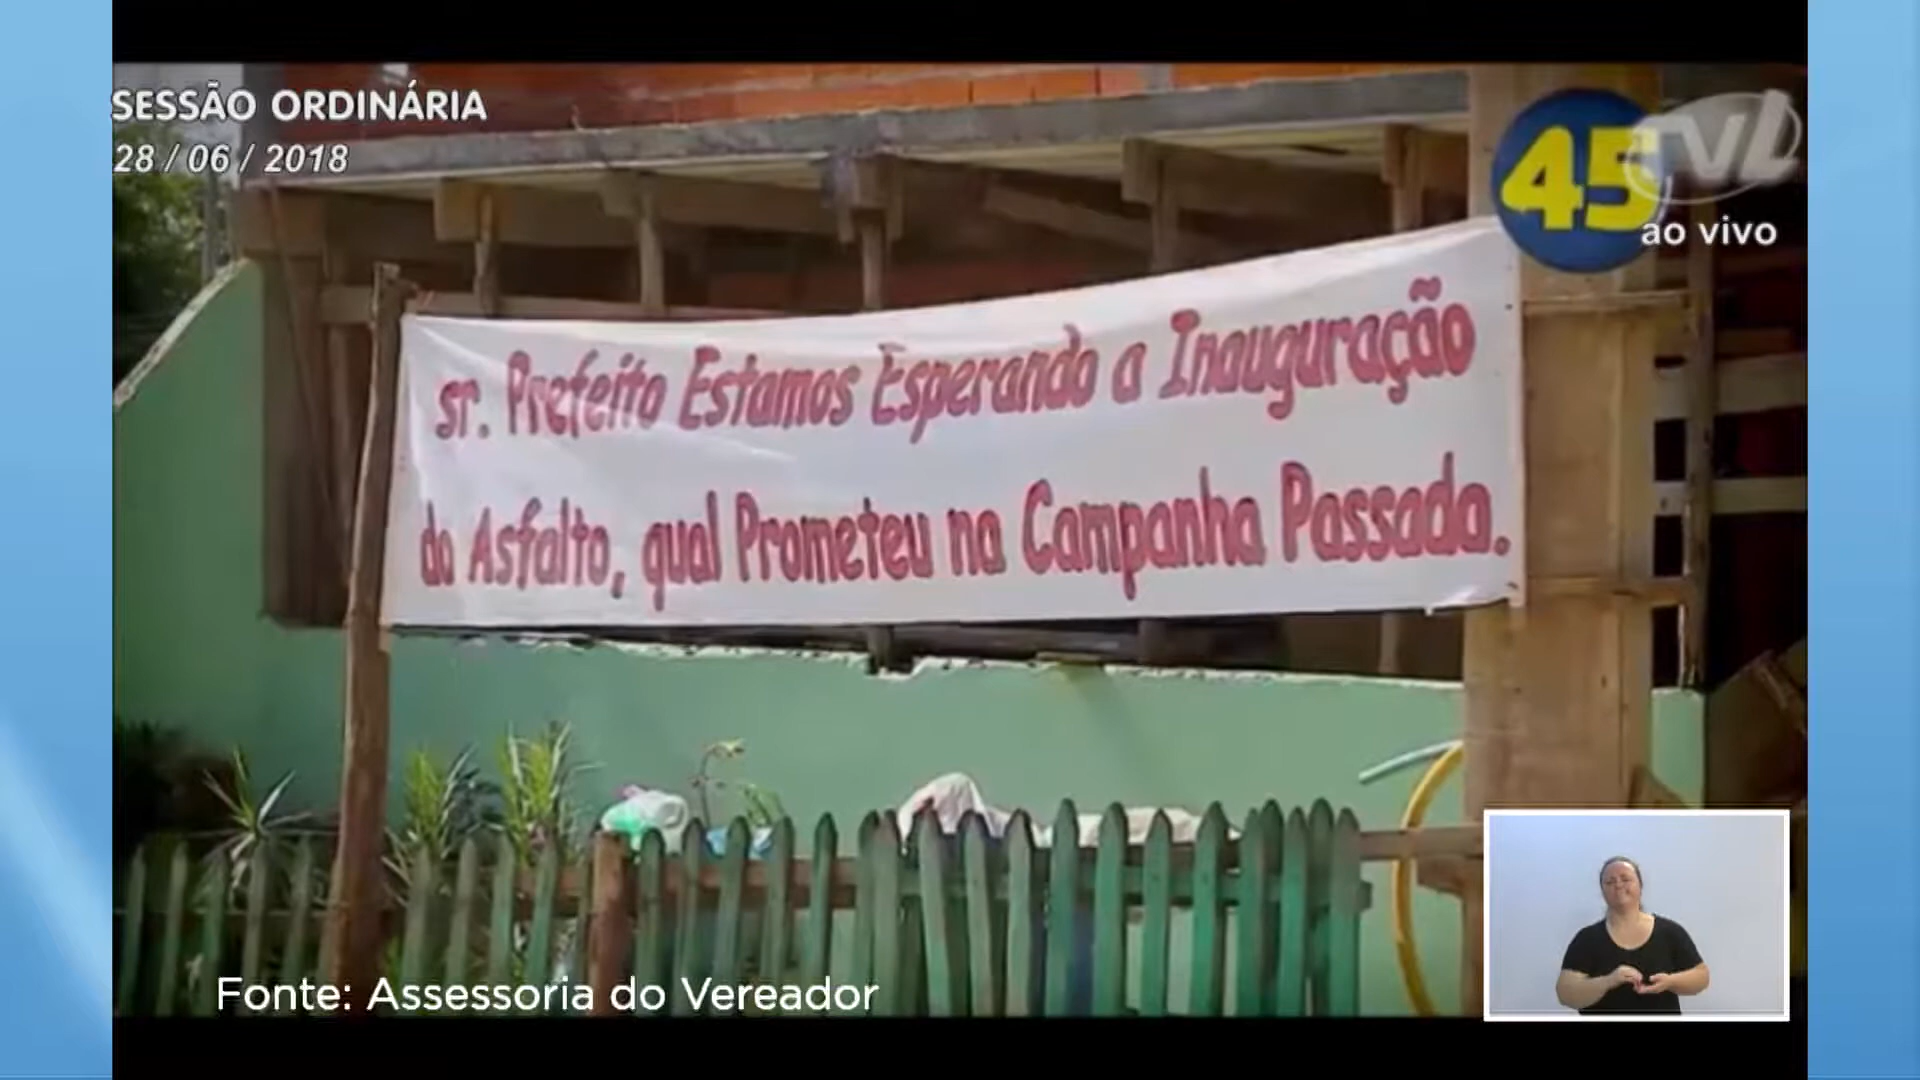 SESSÃO ORDINÁRIA
28 / 06 / 2018
45
TVL
ao vivo
sr. Prefeito Estamos Esperando a Inauguração
do Asfalto, qual Prometeu na Campanha Passada.
Fonte: Assessoria do Vereador